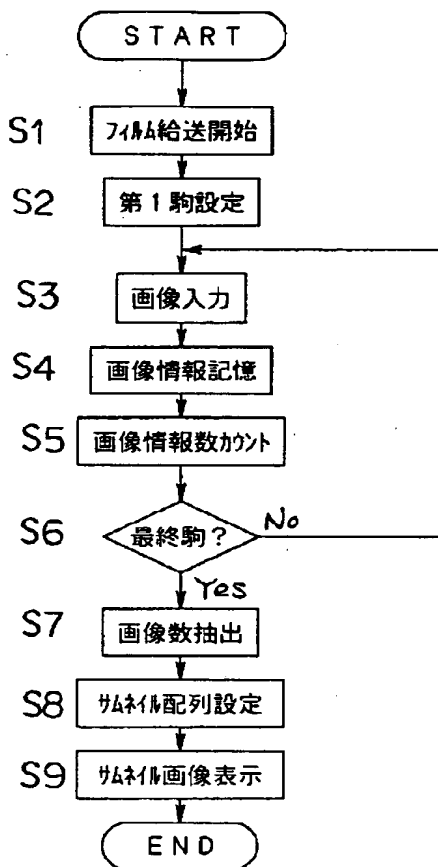 START
S1 フィルム給送開始
S2 第1駒設定
S3 画像入力
S4 画像情報記憶
S5 画像情報数カウント
S6 最終駒? No
Yes
S7 画像数抽出
S8 サムネイル配列設定
S9 サムネイル画像表示
END